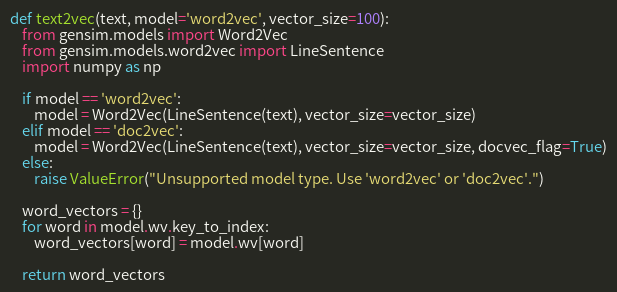 def text2vec(text, model='word2vec', vector_size=100):
    from gensim.models import Word2Vec
    from gensim.models.word2vec import LineSentence
    import numpy as np

    if model == 'word2vec':
        model = Word2Vec(LineSentence(text), vector_size=vector_size)
    elif model == 'doc2vec':
        model = Word2Vec(LineSentence(text), vector_size=vector_size, docvec_flag=True)
    else:
        raise ValueError("Unsupported model type. Use 'word2vec' or 'doc2vec'.")

    word_vectors = {}
    for word in model.wv.key_to_index:
        word_vectors[word] = model.wv[word]

    return word_vectors